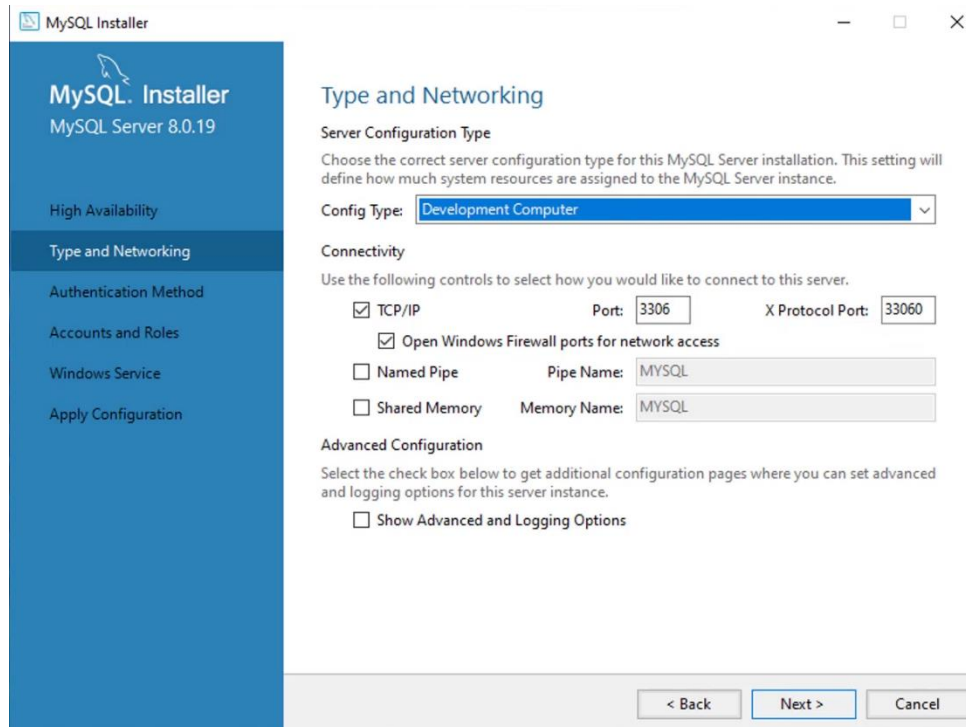 MySQL Installer
MySQL. Installer
MySQL Server 8.0.19
High Availability
Type and Networking
Authentication Method
Accounts and Roles
Windows Service
Apply Configuration
Type and Networking
Server Configuration Type
Choose the correct server configuration type for this MySQL Server installation. This setting will
define how much system resources are assigned to the MySQL Server instance.
Config Type: Development Computer
Connectivity
Use the following controls to select how you would like to connect to this server.
TCP/IP Port: 3306 X Protocol Port: 33060
Open Windows Firewall ports for network access
Named Pipe Pipe Name: MYSQL
Shared Memory Memory Name: MYSQL
Advanced Configuration
Select the check box below to get additional configuration pages where you can set advanced
and logging options for this server instance.
Show Advanced and Logging Options
< Back Next > Cancel